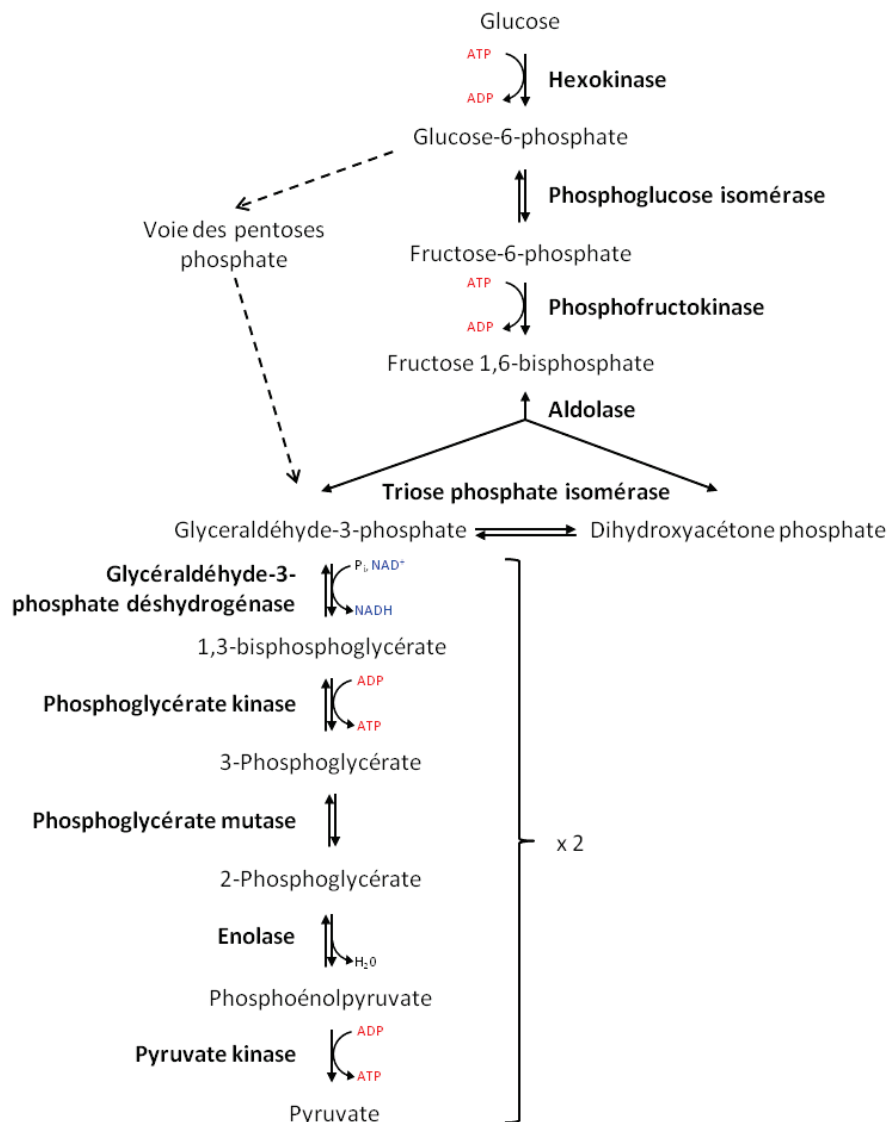 Glucose
ATP
ADP
Hexokinase
Glucose-6-phosphate
Phosphoglucose isomérase
Voie des pentoses
phosphate
Fructose-6-phosphate
ATP
ADP
Phosphofructokinase
Fructose 1,6-bisphosphate
Aldolase
Triose phosphate isomérase
Glyceraldéhyde-3-phosphate
Dihydroxyacétone phosphate
Glycéraldéhyde-3-
phosphate déshydrogénase
Pi, NAD⁺
NADH
1,3-bisphosphoglycérate
Phosphoglycérate kinase
ADP
ATP
3-Phosphoglycérate
Phosphoglycérate mutase
x 2
2-Phosphoglycérate
Enolase
H₂0
Phosphoénolpyruvate
Pyruvate kinase
ADP
ATP
Pyruvate